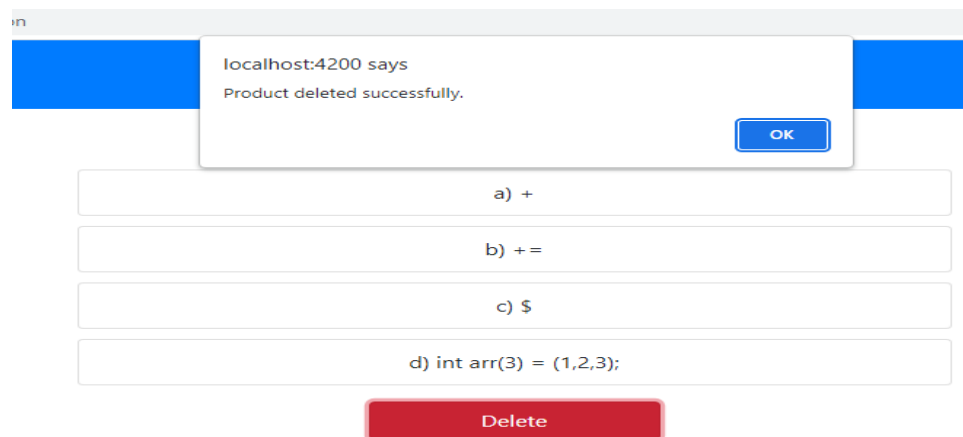 on
localhost:4200 says
Product deleted successfully.
OK
a) +
b) +=
c) $
d) int arr(3) = (1,2,3);
Delete